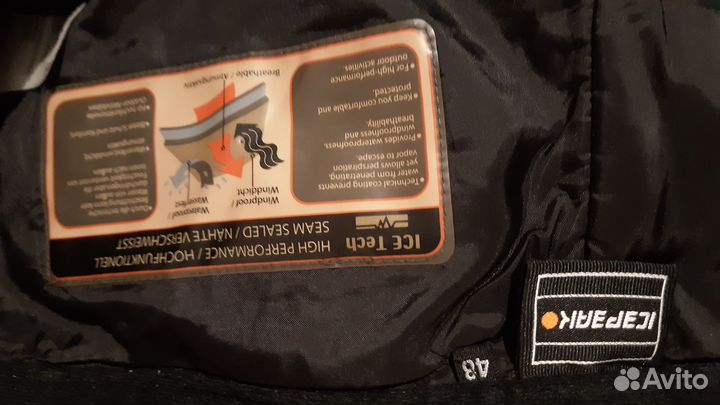 ICE Tech
HIGH PERFORMANCE / HOCHFUNKTIONELL
SEAM SEALED / NÄHTE VERSCHWEISST
Windproof /
Winddicht
Waterproof /
Wasserfest
Breathable / Atmungsaktiv
• Technical coating prevents
water from penetrating,
yet allows perspiration
vapor to escape.
• Provides waterproofness
windproofness and
breathability.
• Keep you comfortable and
protected.
• For high performance
outdoor activities
ICEPEAK
48
Avito